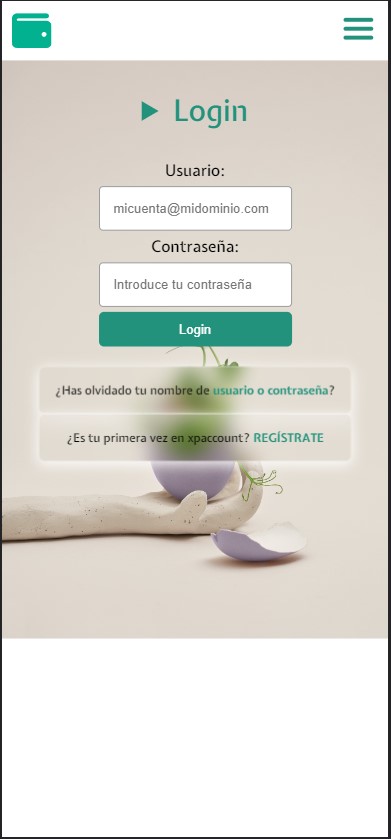 Login
Usuario:
micuenta@midominio.com
Contraseña:
Introduce tu contraseña
Login
¿Has olvidado tu nombre de usuario o contraseña?
¿Es tu primera vez en xpaccount? REGÍSTRATE